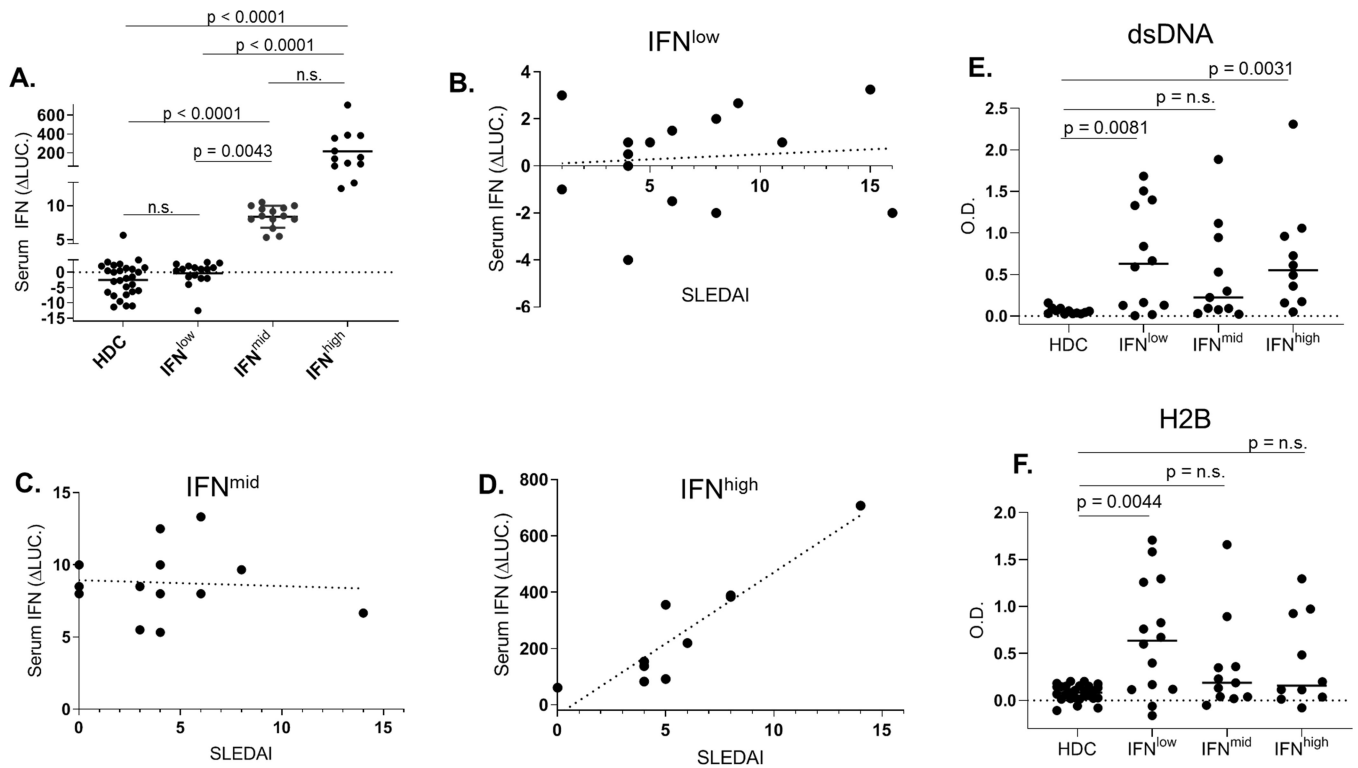 A.
p < 0.0001
p < 0.0001
n.s.
p < 0.0001
p = 0.0043
n.s.
Serum IFN (ΔLUC.)
600
400
200
10
5
5
0
-5
-10
-15
HDC
IFNlow
IFNmid
IFNhigh
B.
IFNlow
Serum IFN (ΔLUC.)
4
2
0
-2
-4
-6
5
10
15
SLEDAI
C.
IFNmid
Serum IFN (ΔLUC.)
15
10
5
0
0
5
10
15
SLEDAI
D.
IFNhigh
Serum IFN (ΔLUC.)
800
600
400
200
0
0
5
10
15
SLEDAI
dsDNA
E.
p = 0.0031
p = n.s.
p = 0.0081
O.D.
2.5
2.0
1.5
1.0
0.5
0.0
HDC
IFNlow
IFNmid
IFNhigh
H2B
F.
p = n.s.
p = n.s.
p = 0.0044
O.D.
2.0
1.5
1.0
0.5
0.0
HDC
IFNlow
IFNmid
IFNhigh